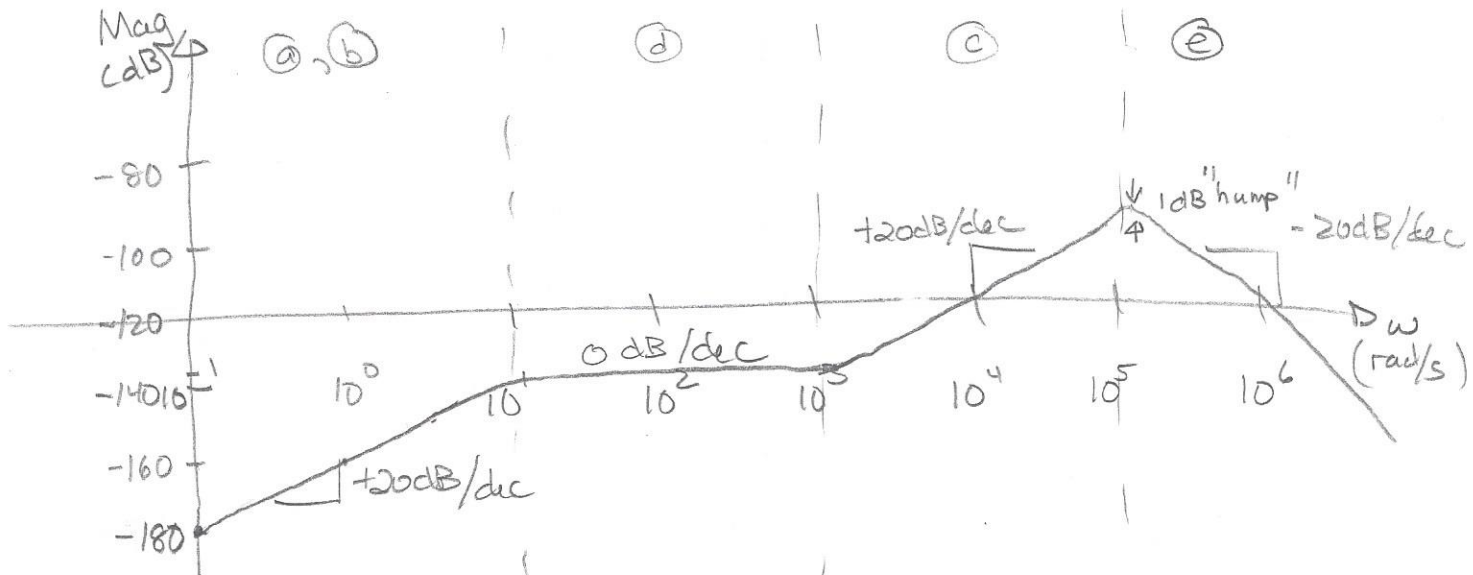 Mag
(dB)
ⓐ, ⓑ
ⓓ
ⓒ
ⓔ
-80
-100
-120
-140
-160
-180
+20dB/dec
0 dB/dec
+20dB/dec
1dB "hump"
-20dB/dec
10⁻¹
10⁰
10¹
10²
10³
10⁴
10⁵
10⁶
ω
(rad/s)